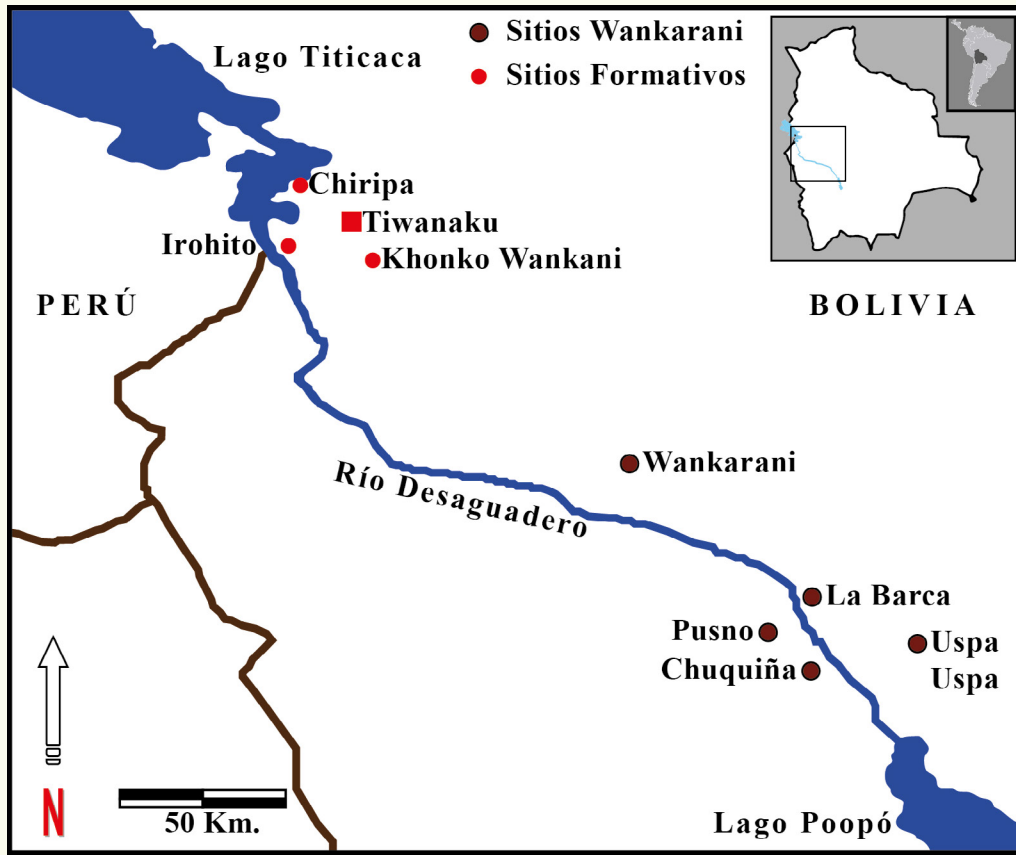 Lago Titicaca
Sitios Wankarani
Sitios Formativos
Chiripa
Tiwanaku
Irohito
Khonko Wankani
PERÚ
BOLIVIA
Wankarani
Río Desaguadero
La Barca
Pusno
Uspa
Uspa
Chuquiña
N
50 Km.
Lago Poopó